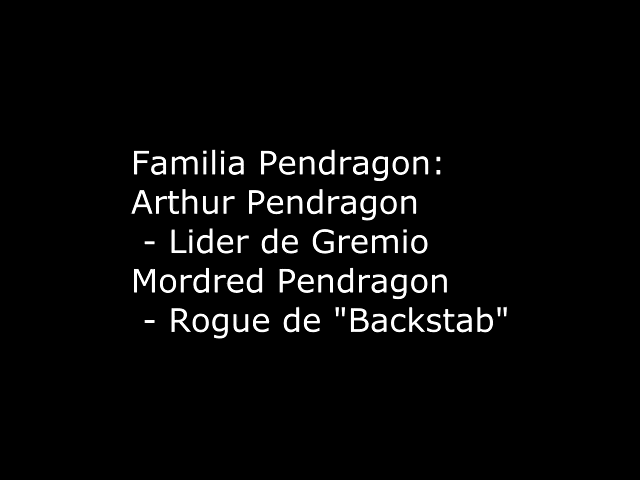 Familia Pendragon:
Arthur Pendragon
- Lider de Gremio
Mordred Pendragon
- Rogue de "Backstab"